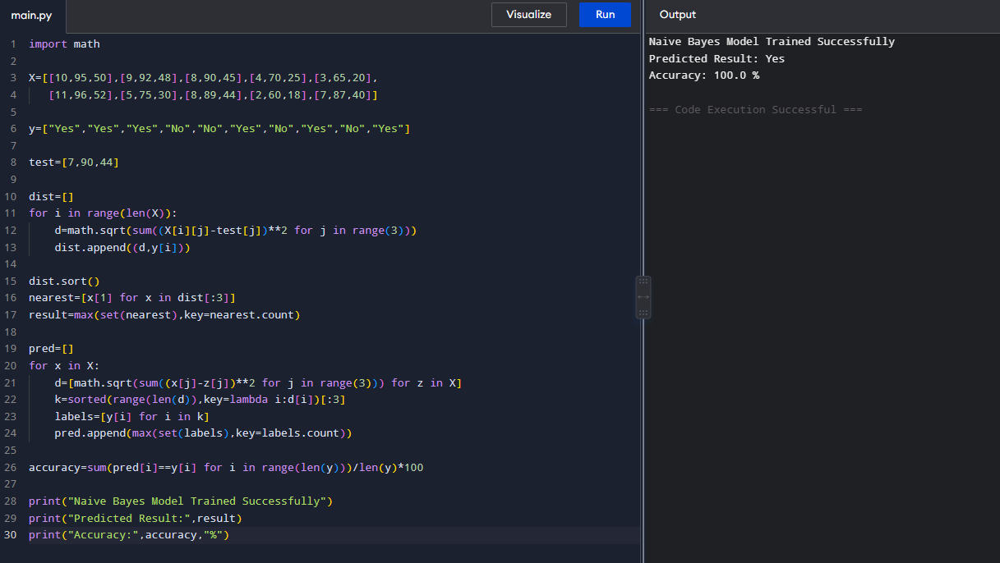 main.py
Visualize
Run
Output
1 import math
2
3 X=[[10,95,50],[9,92,48],[8,90,45],[4,70,25],[3,65,20],
4    [11,96,52],[5,75,30],[8,89,44],[2,60,18],[7,87,40]]
5
6 y=["Yes","Yes","Yes","No","No","Yes","No","Yes","No","Yes"]
7
8 test=[7,90,44]
9
10 dist=[]
11 for i in range(len(X)):
12     d=math.sqrt(sum((X[i][j]-test[j])**2 for j in range(3)))
13     dist.append((d,y[i]))
14
15 dist.sort()
16 nearest=[x[1] for x in dist[:3]]
17 result=max(set(nearest),key=nearest.count)
18
19 pred=[]
20 for x in X:
21     d=[math.sqrt(sum((x[j]-z[j])**2 for j in range(3))) for z in X]
22     k=sorted(range(len(d)),key=lambda i:d[i])[:3]
23     labels=[y[i] for i in k]
24     pred.append(max(set(labels),key=labels.count))
25
26 accuracy=sum(pred[i]==y[i] for i in range(len(y)))/len(y)*100
27
28 print("Naive Bayes Model Trained Successfully")
29 print("Predicted Result:",result)
30 print("Accuracy:",accuracy,"%")
Naive Bayes Model Trained Successfully
Predicted Result: Yes
Accuracy: 100.0 %
=== Code Execution Successful ===